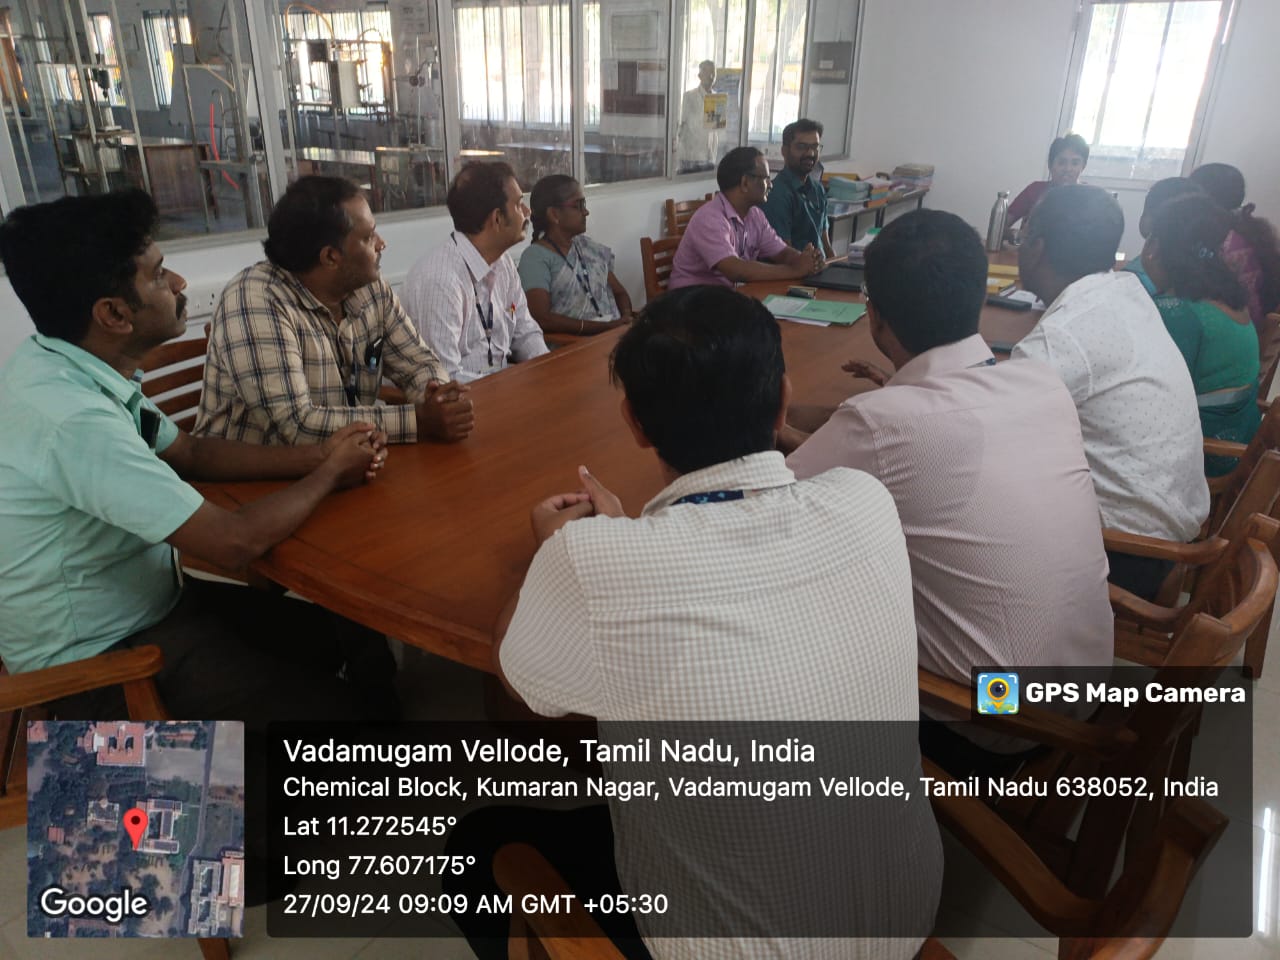 GPS Map Camera
Vadamugam Vellode, Tamil Nadu, India
Chemical Block, Kumaran Nagar, Vadamugam Vellode, Tamil Nadu 638052, India
Lat 11.272545°
Long 77.607175°
27/09/24 09:09 AM GMT +05:30
Google